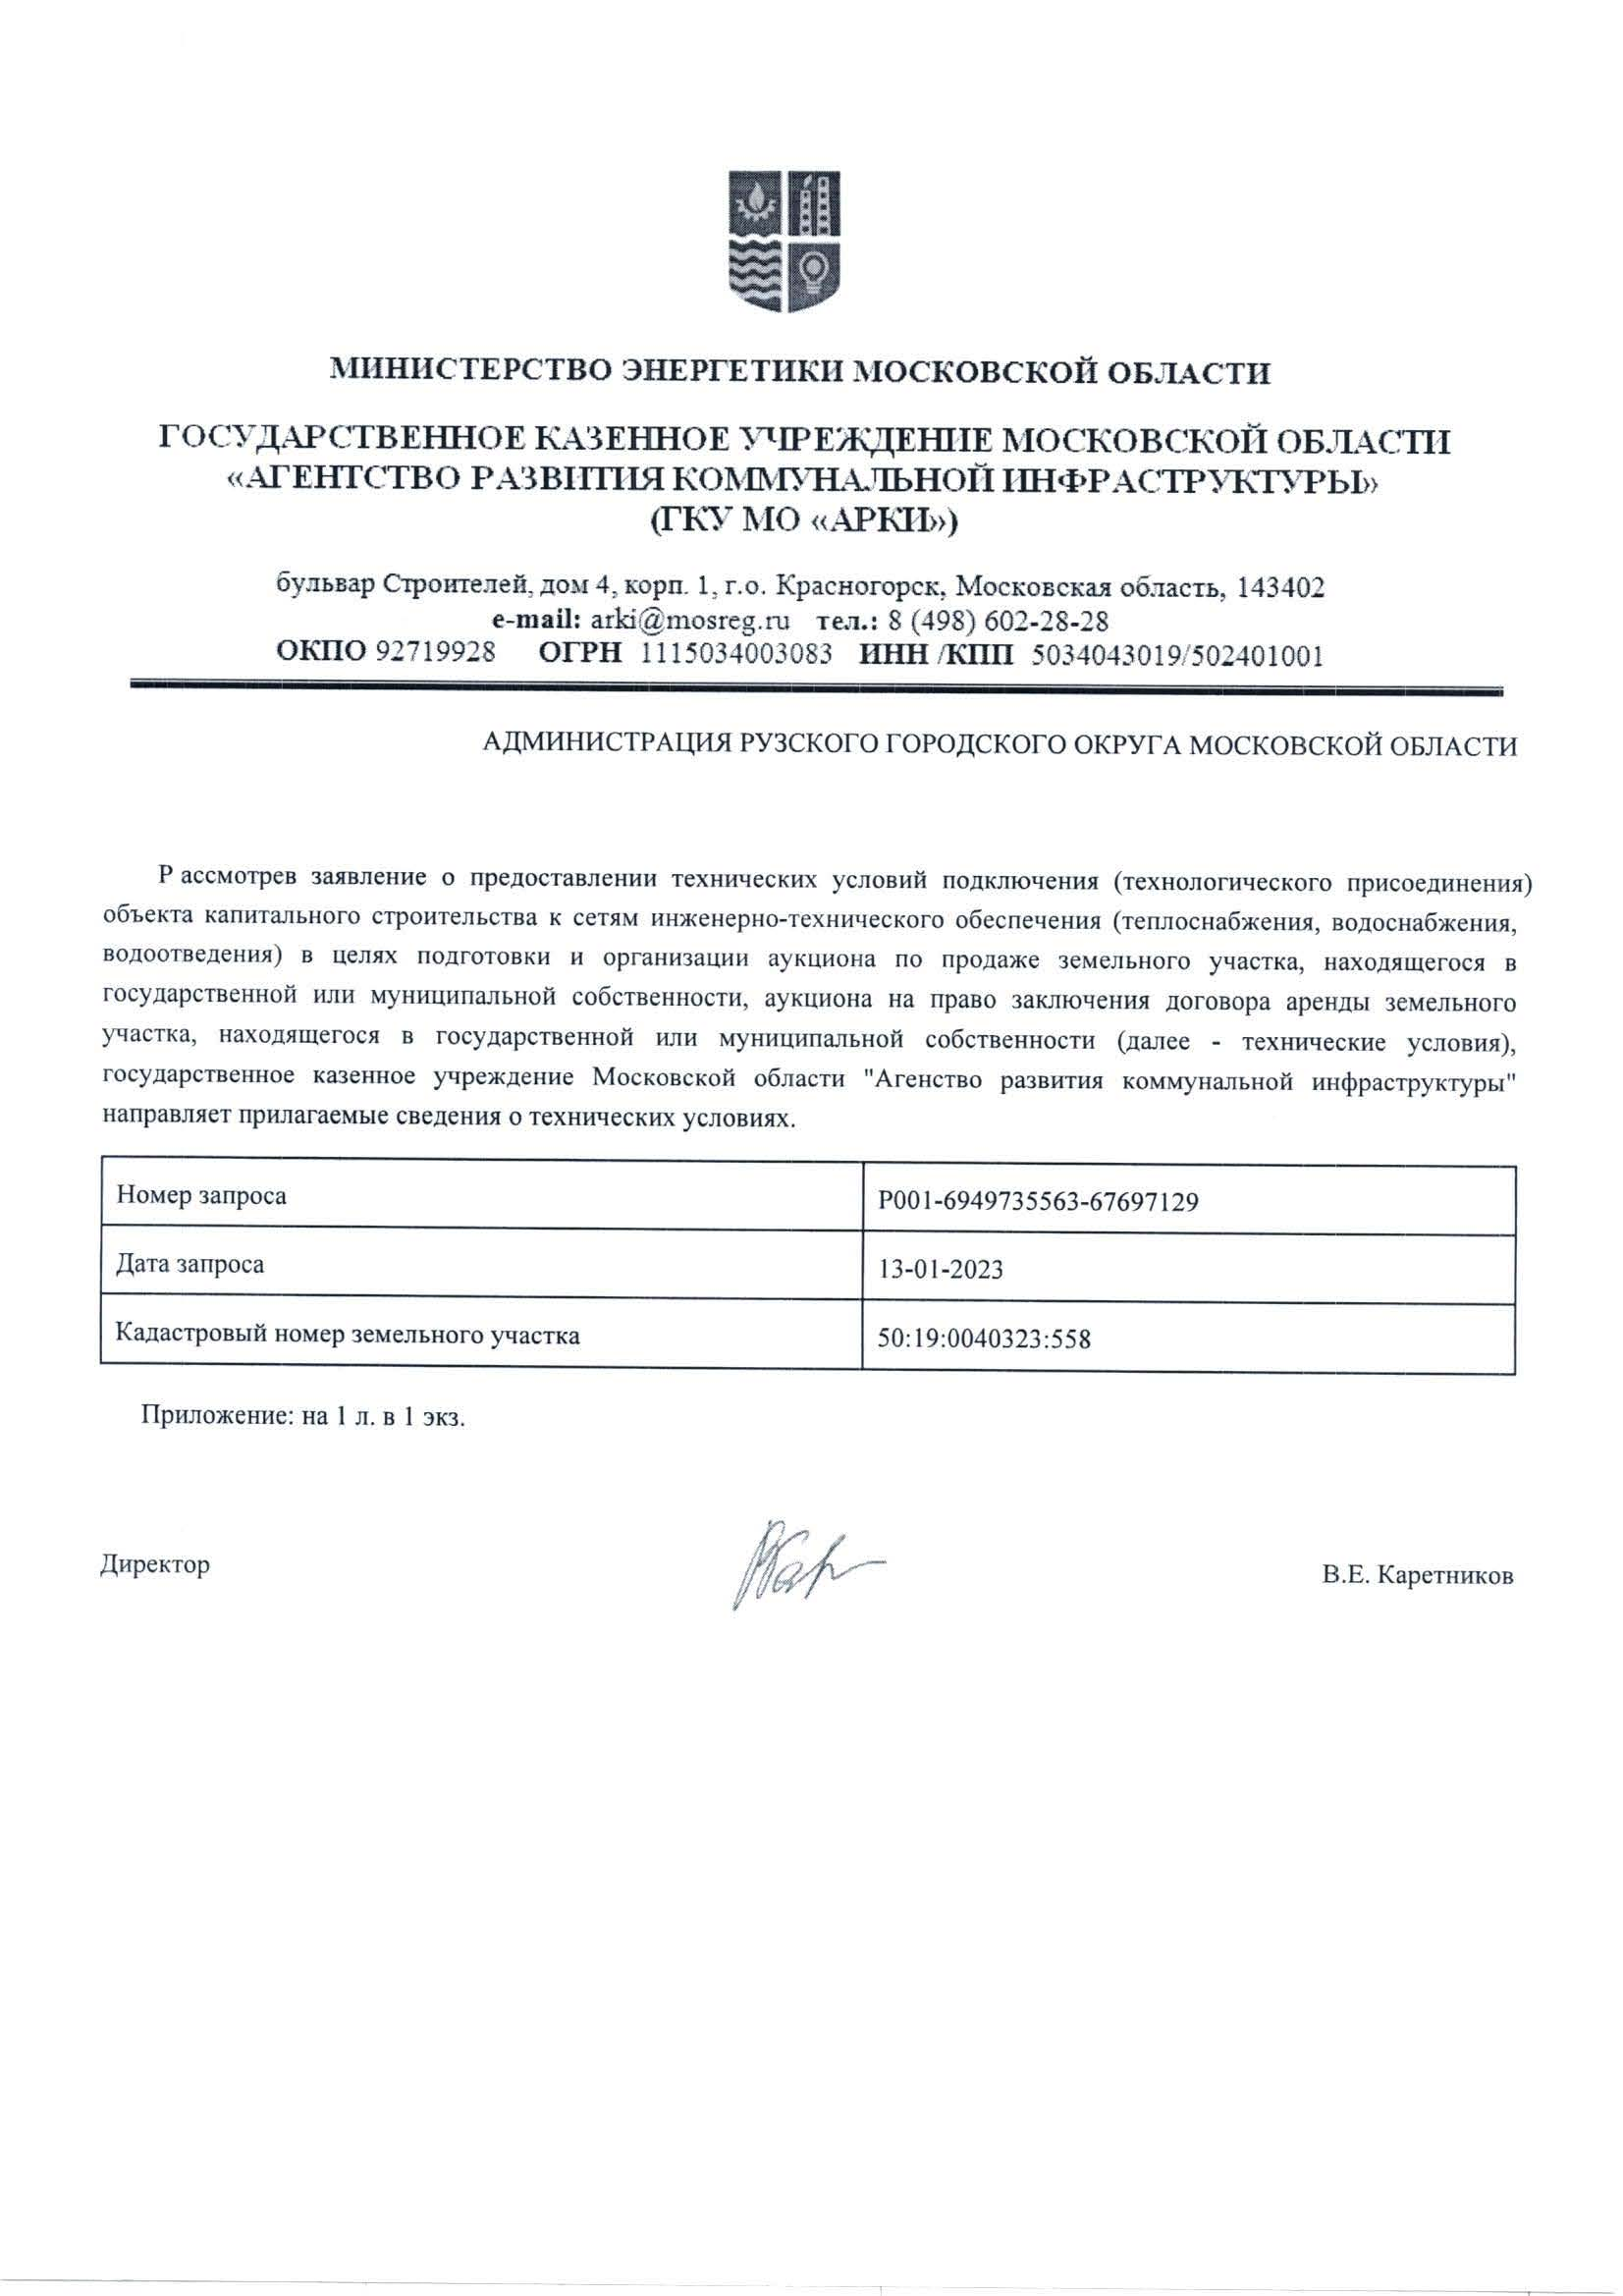 МИНИСТЕРСТВО ЭНЕРГЕТИКИ МОСКОВСКОЙ ОБЛАСТИ
ГОСУДАРСТВЕННОЕ КАЗЕННОЕ УЧРЕЖДЕНИЕ МОСКОВСКОЙ ОБЛАСТИ
«АГЕНТСТВО РАЗВИТИЯ КОММУНАЛЬНОЙ ИНФРАСТРУКТУРЫ»
(ГКУ МО «АРКИ»)
бульвар Строителей, дом 4, корп. 1, г.о. Красногорск, Московская область, 143402
e-mail: arki@mosreg.ru тел.: 8 (498) 602-28-28
ОКПО 92719928 ОГРН 1115034003083 ИНН /КПП 5034043019/502401001
АДМИНИСТРАЦИЯ РУЗСКОГО ГОРОДСКОГО ОКРУГА МОСКОВСКОЙ ОБЛАСТИ
Р ассмотрев заявление о предоставлении технических условий подключения (технологического присоединения)
объекта капитального строительства к сетям инженерно-технического обеспечения (теплоснабжения, водоснабжения,
водоотведения) в целях подготовки и организации аукциона по продаже земельного участка, находящегося в
государственной или муниципальной собственности, аукциона на право заключения договора аренды земельного
участка, находящегося в государственной или муниципальной собственности (далее - технические условия),
государственное казенное учреждение Московской области "Агенство развития коммунальной инфраструктуры"
направляет прилагаемые сведения о технических условиях.
Номер запроса P001-6949735563-67697129
Дата запроса 13-01-2023
Кадастровый номер земельного участка 50:19:0040323:558
Приложение: на 1 л. в 1 экз.
Директор В.Е. Каретников